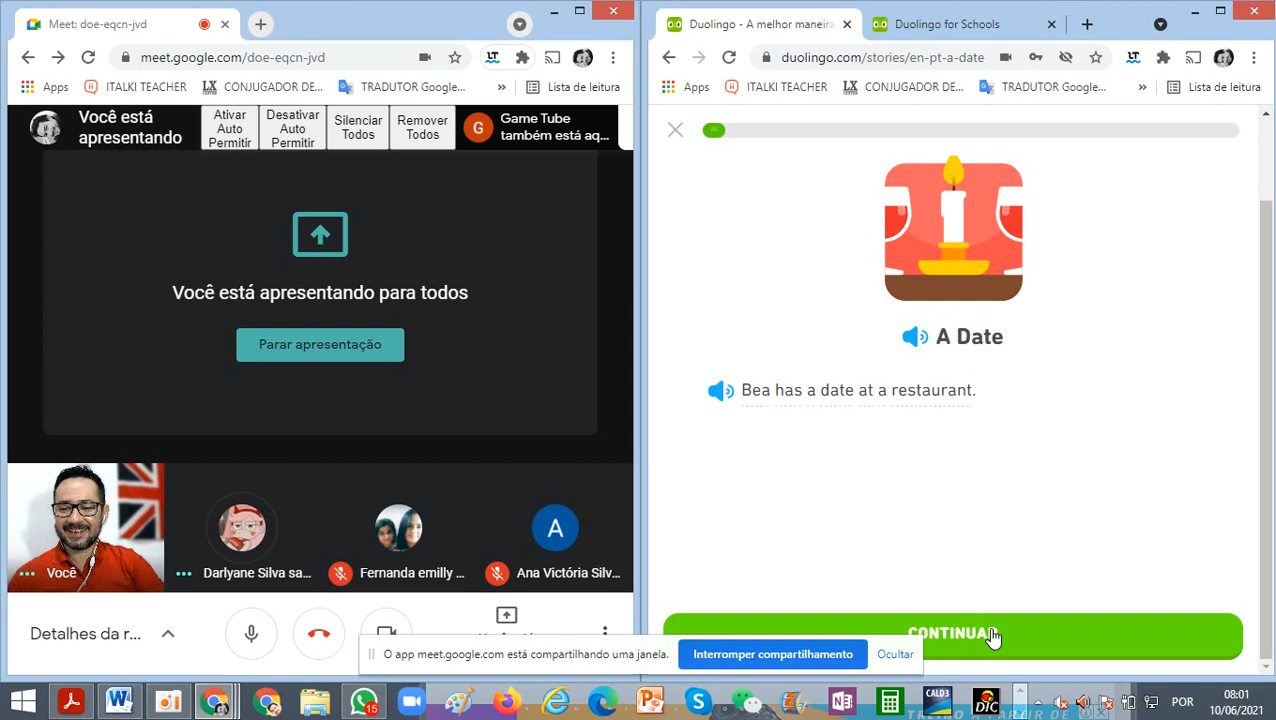 Meet: doe-eqcn-jvd
meet.google.com/doe-eqcn-jvd
Apps
ITALKI TEACHER
LX
CONJUGADOR DE...
TRADUTOR Google...
»
Lista de leitura
Você está
apresentando
Ativar
Auto
Permitir
Desativar
Auto
Permitir
Silenciar
Todos
Remover
Todos
G
Game Tube
também está aq...
Você está apresentando para todos
Parar apresentação
A
Você
Darlyane Silva sa...
Fernanda emilly ...
Ana Victória Silv...
Detalhes da r...
Duolingo - A melhor maneira
Duolingo for Schools
duolingo.com/stories/en-pt-a-date
Apps
ITALKI TEACHER
LX
CONJUGADOR DE...
TRADUTOR Google...
»
Lista de leitura
A Date
Bea has a date at a restaurant.
CONTINUAR
O app meet.google.com está compartilhando uma janela.
Interromper compartilhamento
Ocultar
15
CALD3
DIC
POR
08:01
10/06/2021